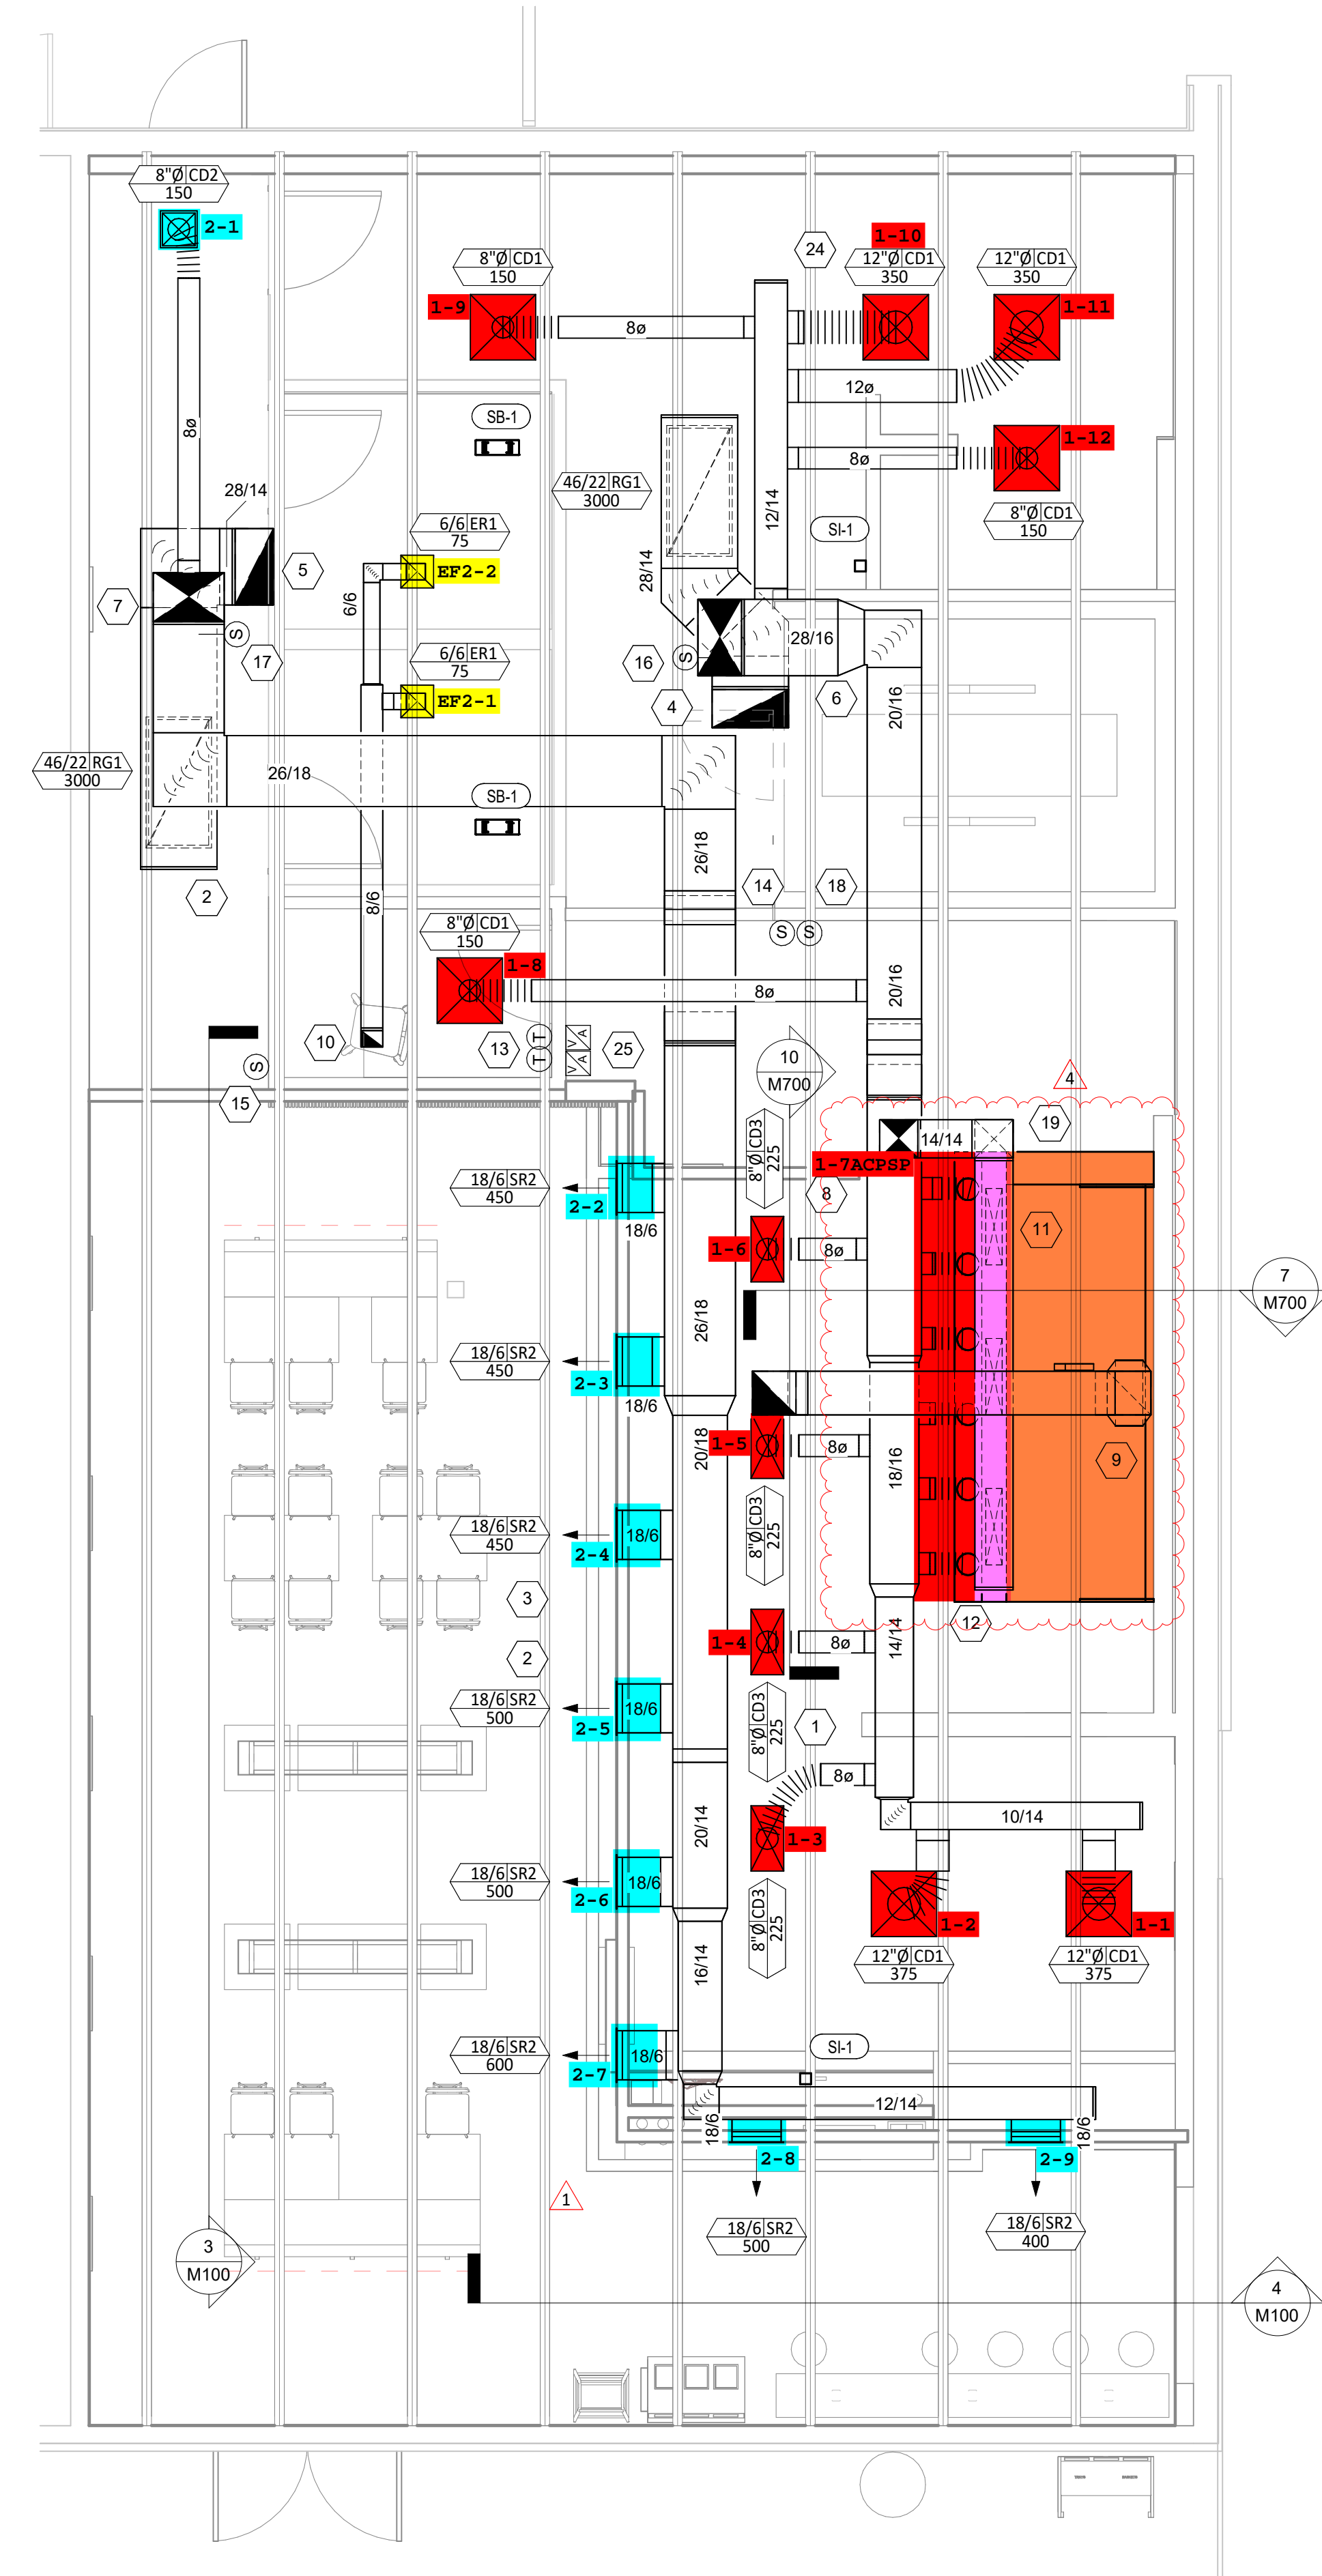 8"Ø CD2
150
2-1
24
1-10
8"Ø CD1
150
12"Ø CD1
350
12"Ø CD1
350
1-9
1-11
8ø
12ø
8ø
1-12
8ø
SB-1
28/14
46/22 RG1
3000
12/14
8"Ø CD1
150
6/6 ER1
75
SI-1
5
EF2-2
28/14
7
6/6
S
17
6/6 ER1
75
16
S
28/16
EF2-1
4
6
20/16
46/22 RG1
3000
26/18
SB-1
26/18
2
14
18
8/6
8"Ø CD1
150
S
S
1-8
8ø
20/16
10
13
T
T
V A
V A
25
10
M700
S
4
15
19
14/14
8"Ø CD3
225
1-7ACPSP
18/6 SR2
450
2-2
8
18/6
11
1-6
8ø
7
M700
26/18
18/6 SR2
450
2-3
18/6
20/18
1-5
8ø
18/16
9
18/6 SR2
450
18/6
2-4
8"Ø CD3
225
3
12
1-4
8ø
14/14
2
18/6 SR2
500
18/6
2-5
8"Ø CD3
225
1
8ø
20/14
10/14
1-3
18/6 SR2
500
18/6
2-6
8"Ø CD3
225
1-2
1-1
16/14
12"Ø CD1
375
12"Ø CD1
375
18/6 SR2
600
18/6
2-7
SI-1
12/14
18/6
18/6
2-8
2-9
1
18/6 SR2
500
18/6 SR2
400
3
M100
4
M100